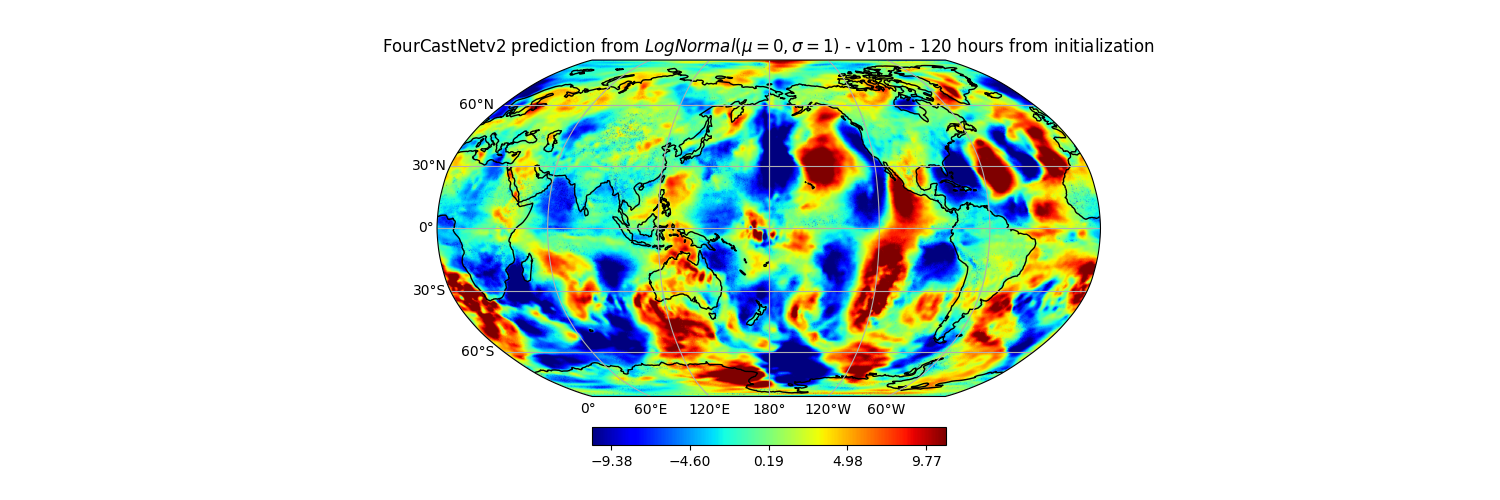 FourCastNetv2 prediction from LogNormal(μ = 0, σ = 1) - v10m - 120 hours from initialization
60°N
30°N
0°
30°S
60°S
0° 60°E 120°E 180° 120°W 60°W
−9.38 −4.60 0.19 4.98 9.77